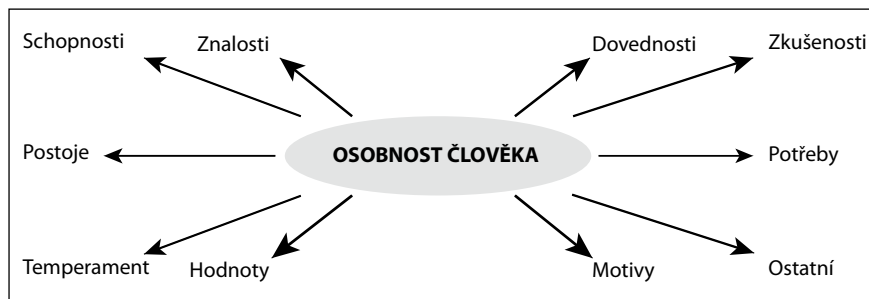 Schopnosti Znalosti Dovednosti Zkušenosti
Postoje OSOBNOST ČLOVĚKA Potřeby
Temperament Hodnoty Motivy Ostatní